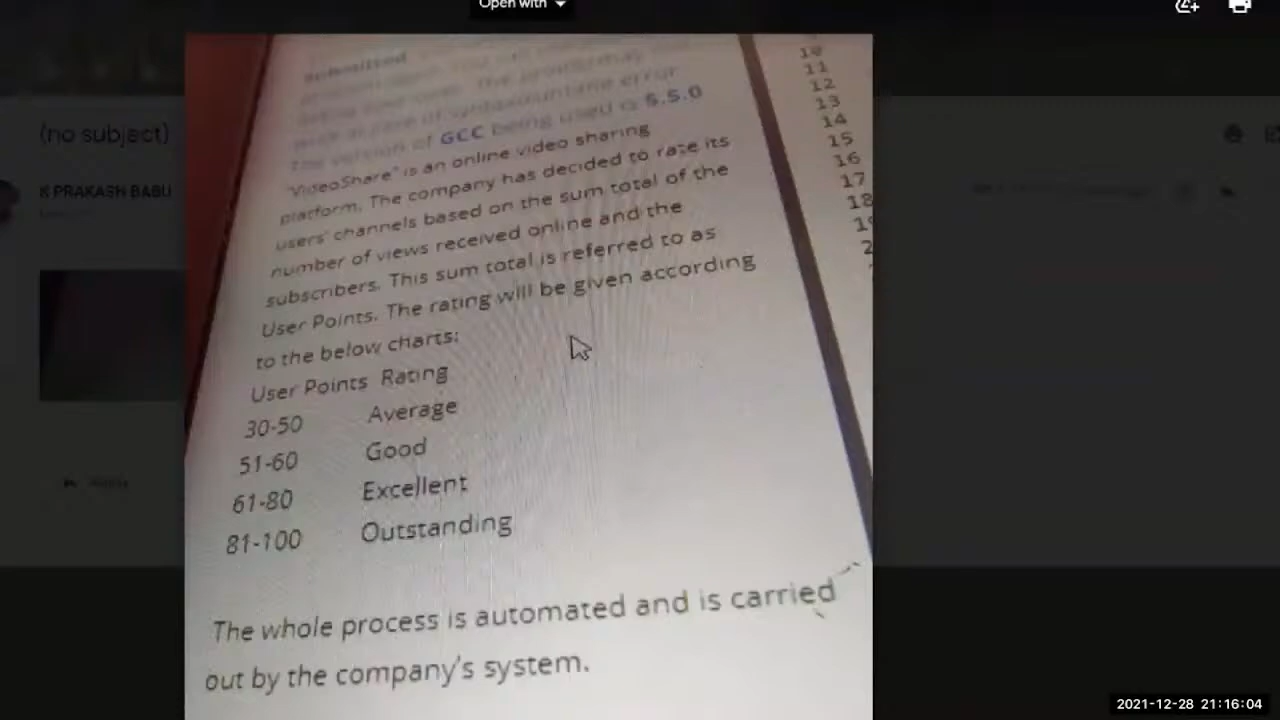 Open with
(no subject)
S PRAKASH BABU
submitted
the version of GCC being used is 5.5.0
"VideoShare" is an online video sharing
platform. The company has decided to rate its
users' channels based on the sum total of the
number of views received online and the
subscribers. This sum total is referred to as
User Points. The rating will be given according
to the below charts:
User Points Rating
30-50 Average
51-60 Good
61-80 Excellent
81-100 Outstanding
The whole process is automated and is carried
out by the company's system.
10
11
12
13
14
15
16
17
18
2021-12-28 21:16:04